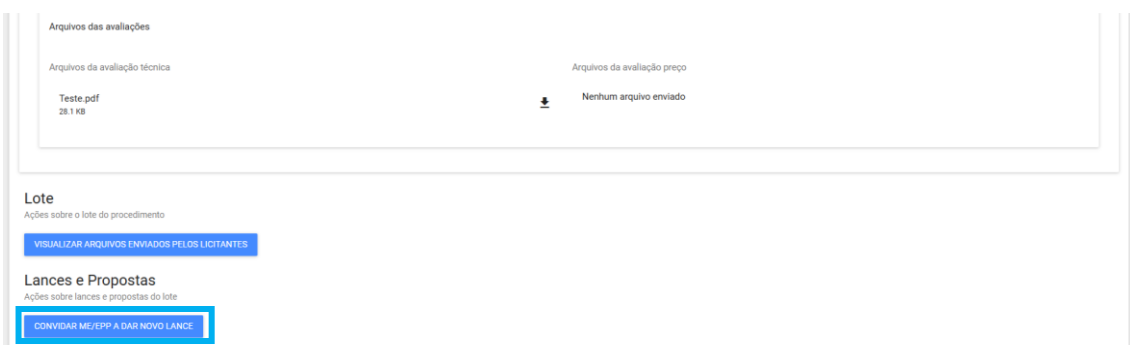 Arquivos das avaliações
Arquivos da avaliação técnica
Arquivos da avaliação preço
Teste.pdf
28.1 KB
Nenhum arquivo enviado
Lote
Ações sobre o lote do procedimento
VISUALIZAR ARQUIVOS ENVIADOS PELOS LICITANTES
Lances e Propostas
Ações sobre lances e propostas do lote
CONVIDAR ME/EPP A DAR NOVO LANCE